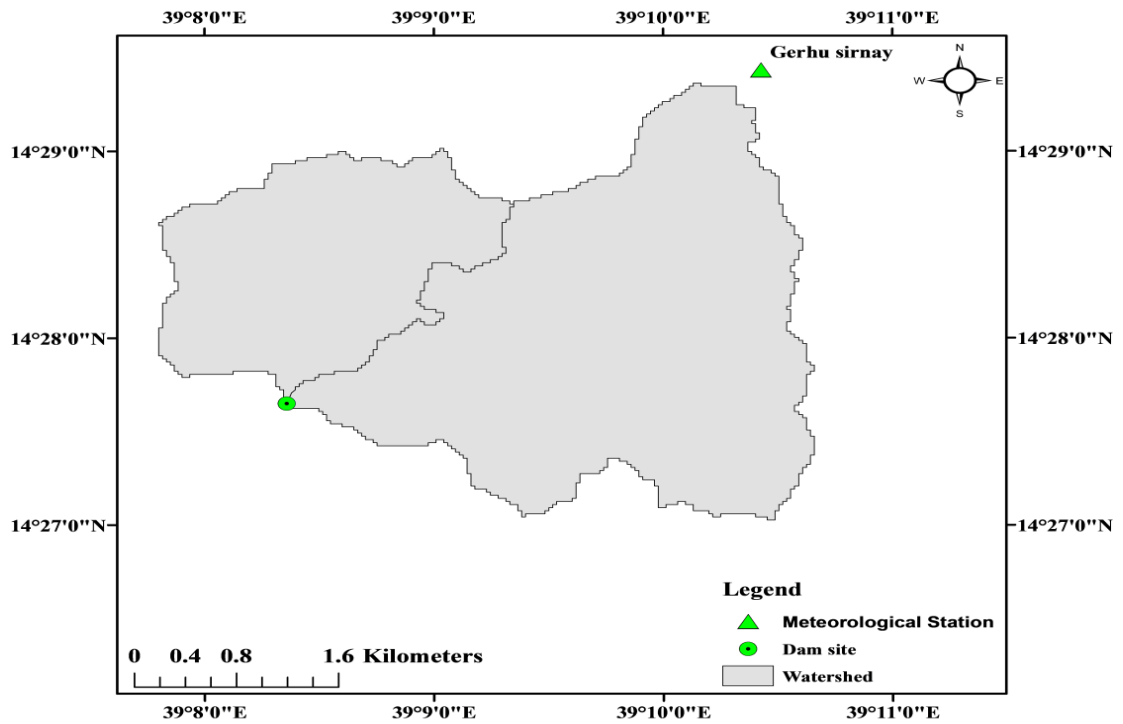 39°8'0"E 39°9'0"E 39°10'0"E 39°11'0"E
Gerhu sirnay
N
W E
S
14°29'0"N 14°29'0"N
14°28'0"N 14°28'0"N
14°27'0"N 14°27'0"N
Legend
Meteorological Station
Dam site
Watershed
0 0.4 0.8 1.6 Kilometers
39°8'0"E 39°9'0"E 39°10'0"E 39°11'0"E